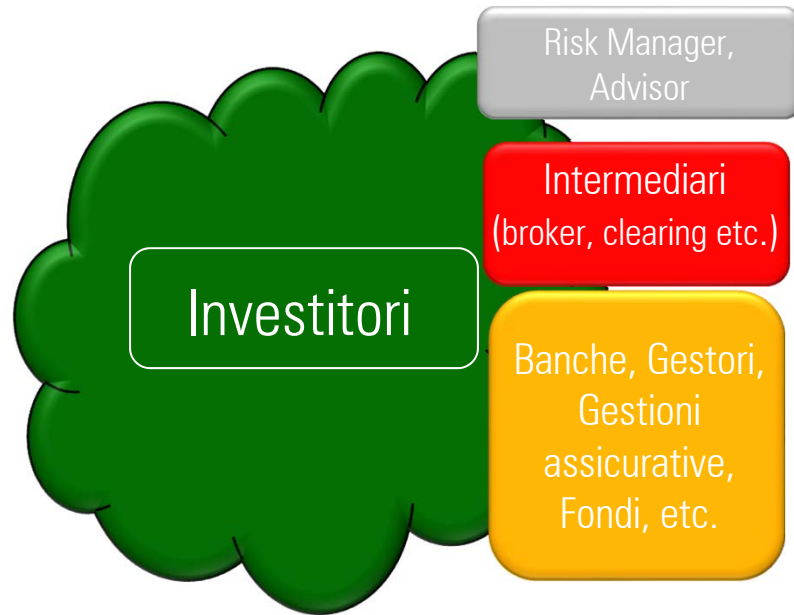 Risk Manager,
Advisor
Intermediari
(broker, clearing etc.)
Investitori
Banche, Gestori,
Gestioni
assicurative,
Fondi, etc.